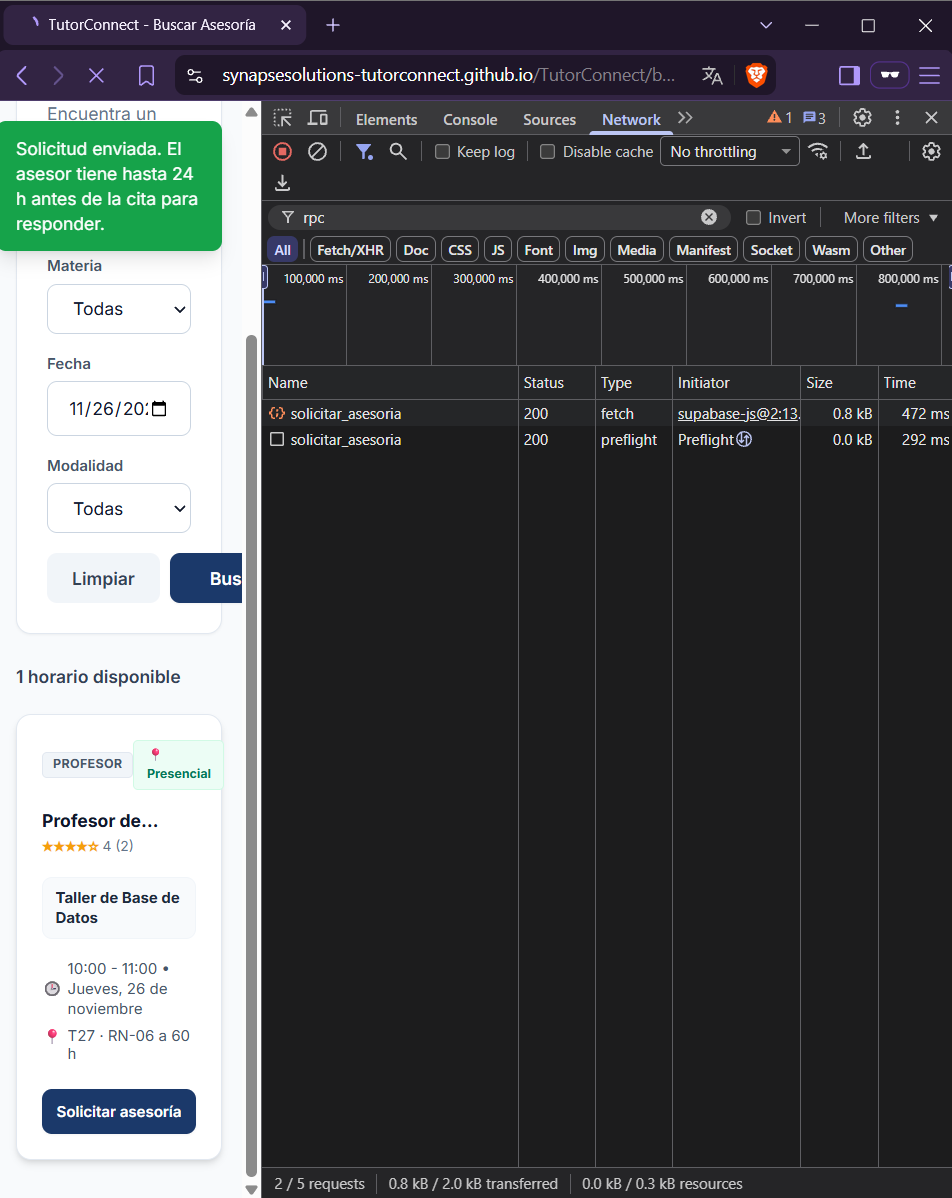 TutorConnect - Buscar Asesoría
synapsesolutions-tutorconnect.github.io/TutorConnect/b...
Encuentra un
Solicitud enviada. El
asesor tiene hasta 24
h antes de la cita para
responder.
Materia
Todas
Fecha
11/26/202
Modalidad
Todas
Limpiar
Bus
1 horario disponible
PROFESOR
Presencial
Profesor de...
4 (2)
Taller de Base de
Datos
10:00 - 11:00 •
Jueves, 26 de
noviembre
T27 · RN-06 a 60
h
Solicitar asesoría
Elements Console Sources Network 1 3
Keep log Disable cache No throttling
rpc Invert More filters
All Fetch/XHR Doc CSS JS Font Img Media Manifest Socket Wasm Other
100,000 ms 200,000 ms 300,000 ms 400,000 ms 500,000 ms 600,000 ms 700,000 ms 800,000 ms
Name Status Type Initiator Size Time
solicitar_asesoria 200 fetch supabase-js@2:13. 0.8 kB 472 ms
solicitar_asesoria 200 preflight Preflight 0.0 kB 292 ms
2 / 5 requests 0.8 kB / 2.0 kB transferred 0.0 kB / 0.3 kB resources